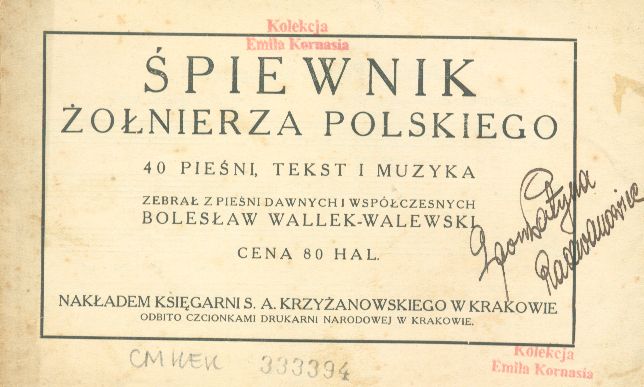 Kolekcja
Emila Kornasia
ŚPIEWNIK
ŻOŁNIERZA POLSKIEGO
40 PIEŚNI, TEKST I MUZYKA
ZEBRAŁ Z PIEŚNI DAWNYCH I WSPÓŁCZESNYCH
BOLESŁAW WALLEK-WALEWSKI
CENA 80 HAL.
NAKŁADEM KSIĘGARNI S. A. KRZYŻANOWSKIEGO W KRAKOWIE
ODBITO CZCIONKAMI DRUKARNI NARODOWEJ W KRAKOWIE.
CMKEK 333394
Kolekcja
Emila Kornasia